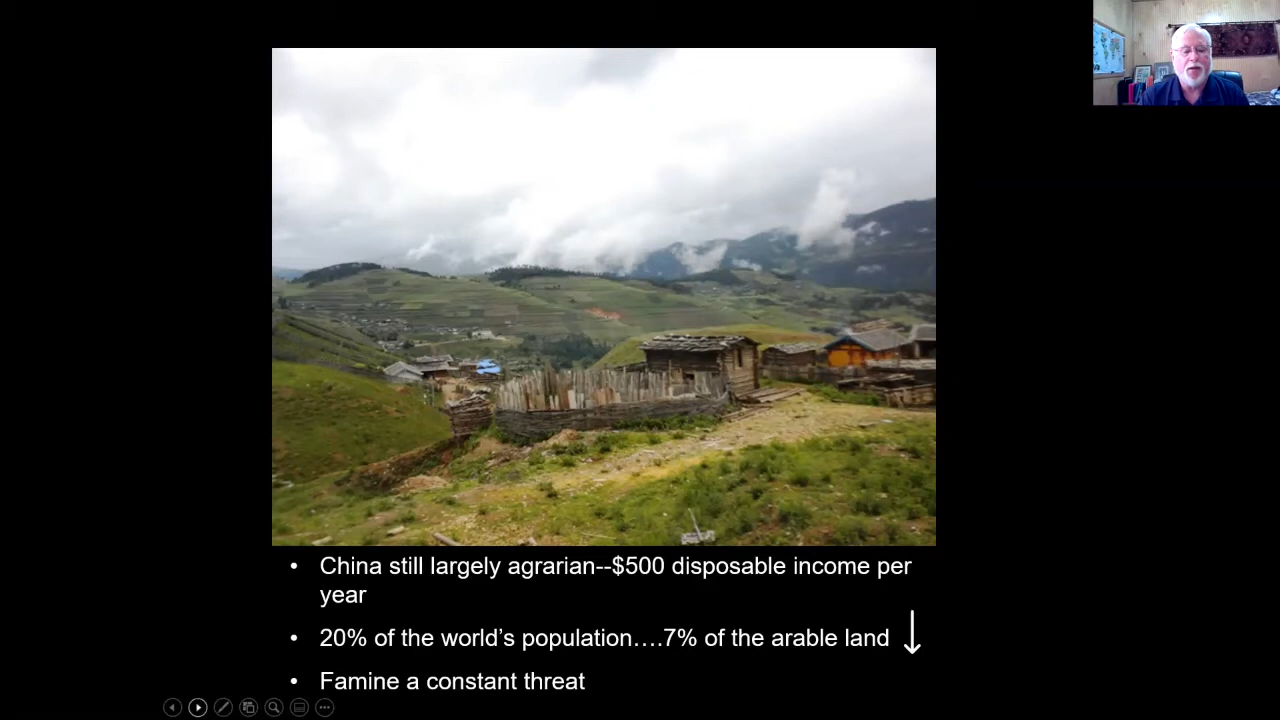 • China still largely agrarian--$500 disposable income per
year
• 20% of the world’s population….7% of the arable land
• Famine a constant threat